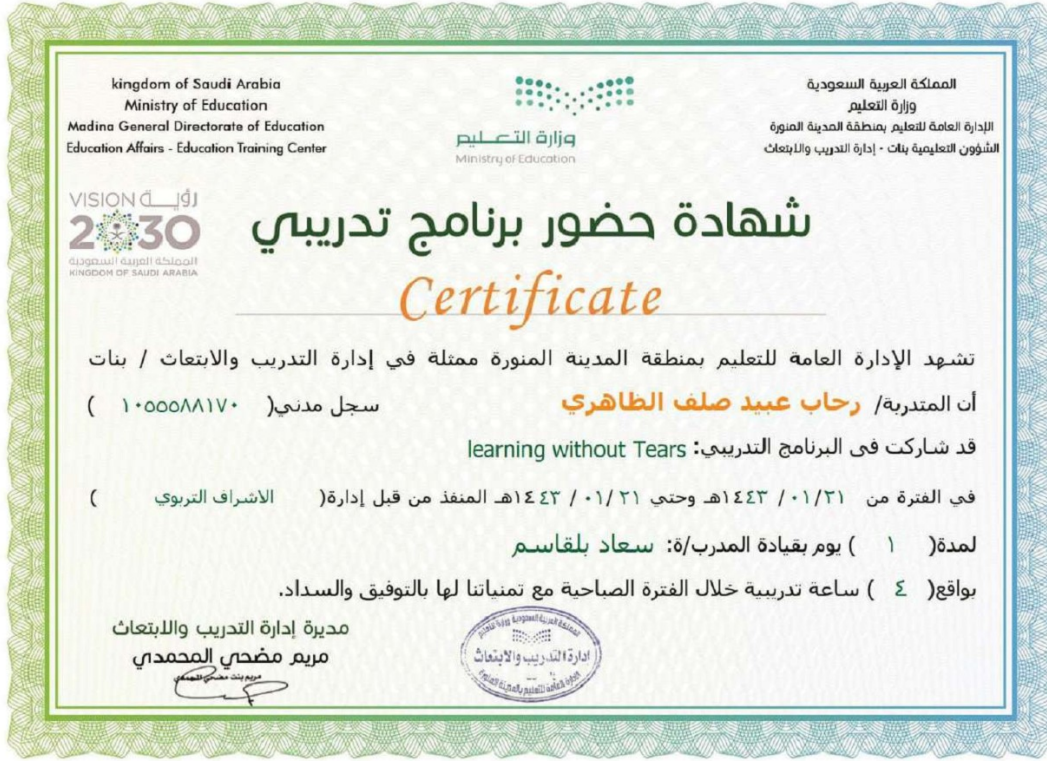 kingdom of Saudi Arabia
Ministry of Education
Madina General Directorate of Education
Education Affairs - Education Training Center
وزارة التعليم
Ministry of Education
المملكة العربية السعودية
وزارة التعليم
الإدارة العامة للتعليم بمنطقة المدينة المنورة
الشؤون التعليمية بنات - إدارة التدريب والابتعاث
VISION رؤية
2030
المملكة العربية السعودية
KINGDOM OF SAUDI ARABIA
شهادة حضور برنامج تدريبي
Certificate
تشهد الإدارة العامة للتعليم بمنطقة المدينة المنورة ممثلة في إدارة التدريب والابتعاث / بنات
أن المتدربة/ رحاب عبيد صلف الظاهري سجل مدني( ١٠٥٥٥٨٨١٧٠ )
قد شاركت فى البرنامج التدريبي: learning without Tears
في الفترة من ٠١/٢١ / ١٤٤٣هـ وحتي ٢١ /٠١ / ١٤٤٣هـ المنفذ من قبل إدارة( الاشراف التربوي )
لمدة( ١ ) يوم بقيادة المدرب/ة: سعاد بلقاسم
بواقع( ٤ ) ساعة تدريبية خلال الفترة الصباحية مع تمنياتنا لها بالتوفيق والسداد.
مديرة إدارة التدريب والابتعاث
مريم مضحي المحمدي
مريم بنت مضحي المحمدي
ادارة التدريب والابتعاث